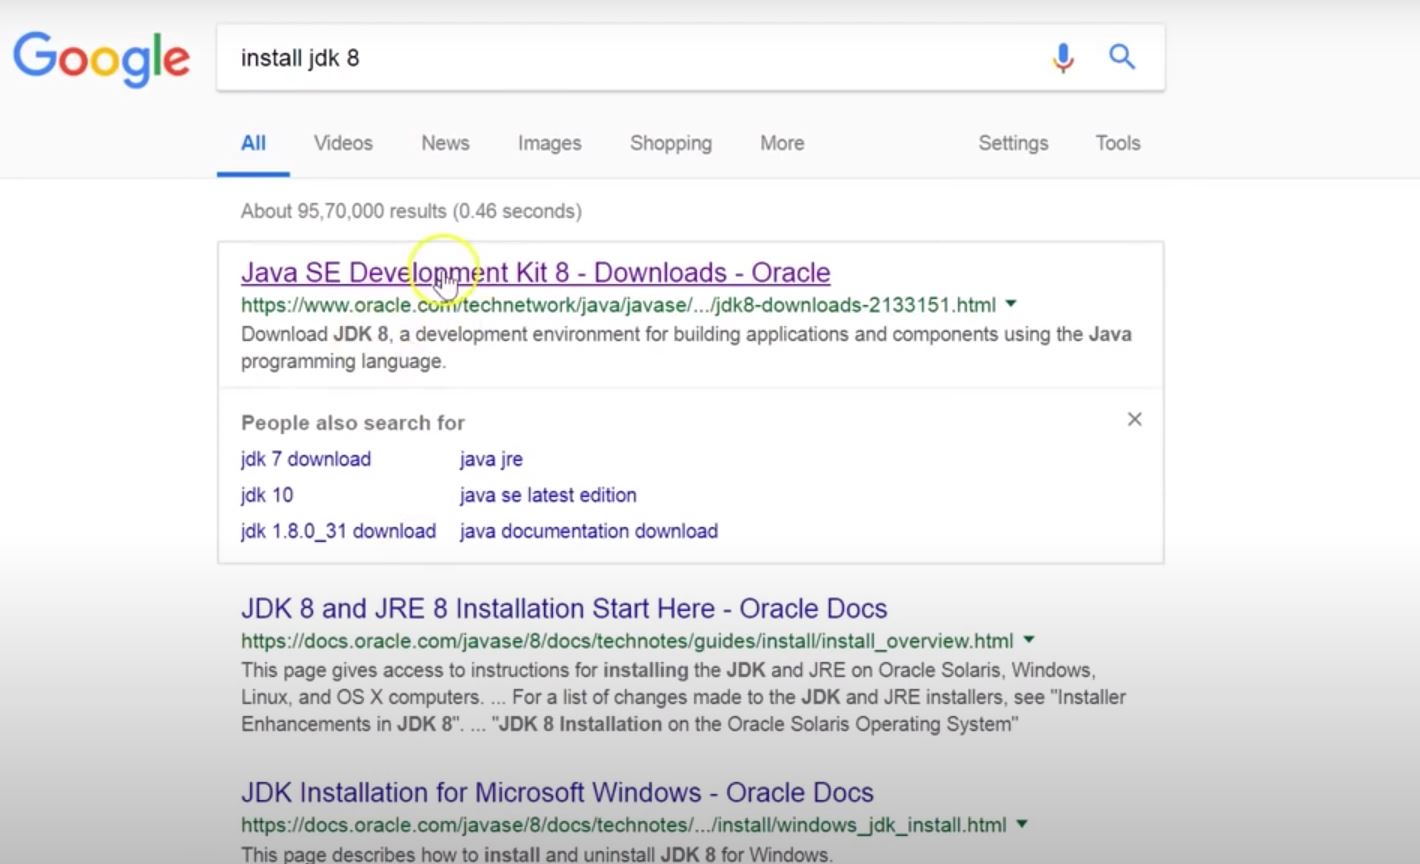 Google
install jdk 8
All Videos News Images Shopping More Settings Tools
About 95,70,000 results (0.46 seconds)
Java SE Development Kit 8 - Downloads - Oracle
https://www.oracle.com/technetwork/java/javase/.../jdk8-downloads-2133151.html
Download JDK 8, a development environment for building applications and components using the Java
programming language.
People also search for
jdk 7 download java jre
jdk 10 java se latest edition
jdk 1.8.0_31 download java documentation download
JDK 8 and JRE 8 Installation Start Here - Oracle Docs
https://docs.oracle.com/javase/8/docs/technotes/guides/install/install_overview.html
This page gives access to instructions for installing the JDK and JRE on Oracle Solaris, Windows,
Linux, and OS X computers. ... For a list of changes made to the JDK and JRE installers, see "Installer
Enhancements in JDK 8". ... "JDK 8 Installation on the Oracle Solaris Operating System"
JDK Installation for Microsoft Windows - Oracle Docs
https://docs.oracle.com/javase/8/docs/technotes/.../install/windows_jdk_install.html
This page describes how to install and uninstall JDK 8 for Windows.